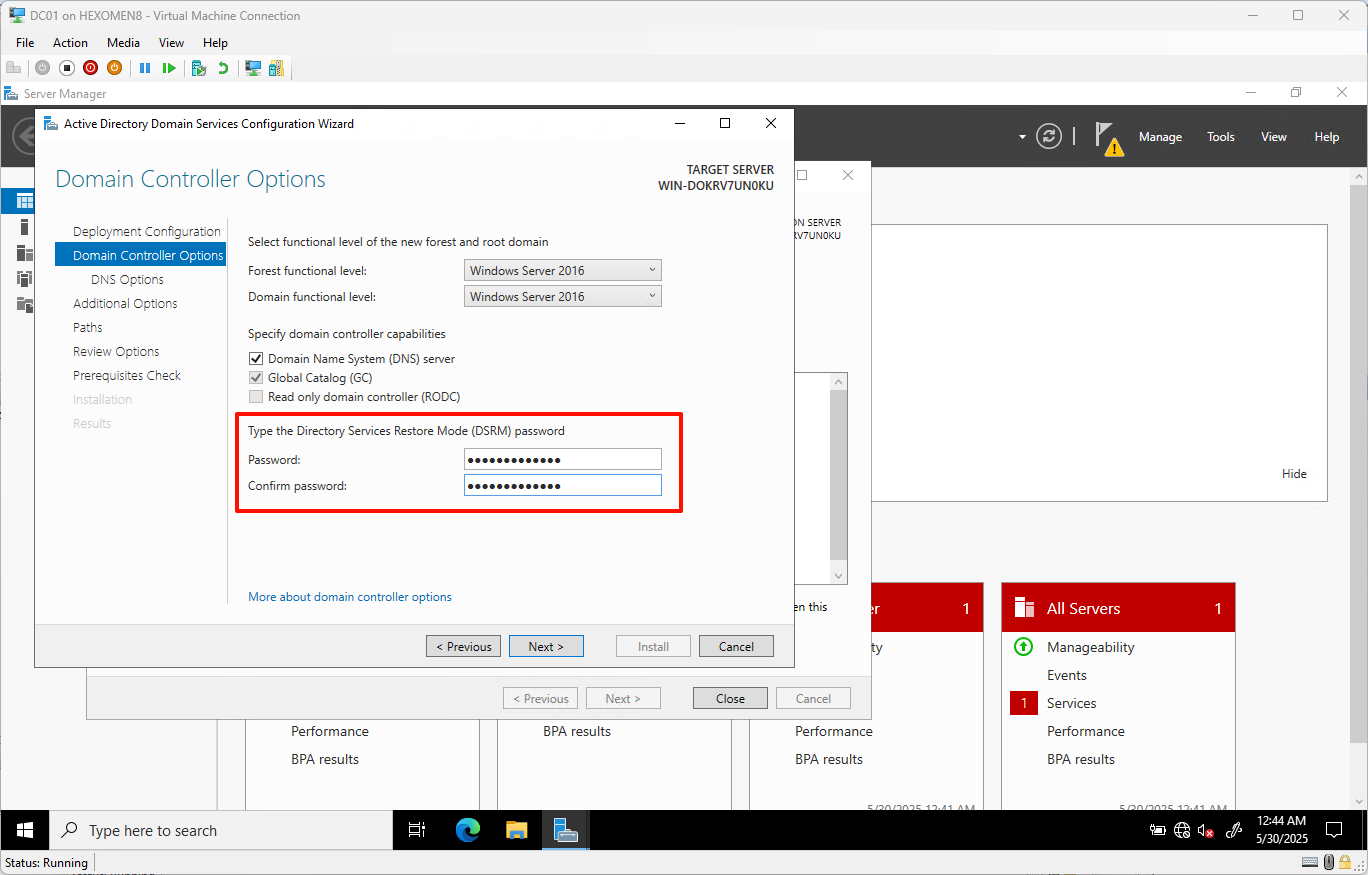 DC01 on HEXOMEN8 - Virtual Machine Connection
File Action Media View Help
Server Manager
Manage Tools View Help
Active Directory Domain Services Configuration Wizard
Domain Controller Options
TARGET SERVER
WIN-DOKRV7UN0KU
ON SERVER
RV7UN0KU
Deployment Configuration
Domain Controller Options
DNS Options
Additional Options
Paths
Review Options
Prerequisites Check
Installation
Results
Select functional level of the new forest and root domain
Forest functional level: Windows Server 2016
Domain functional level: Windows Server 2016
Specify domain controller capabilities
Domain Name System (DNS) server
Global Catalog (GC)
Read only domain controller (RODC)
Type the Directory Services Restore Mode (DSRM) password
Password: •••••••••••••
Confirm password: •••••••••••••
More about domain controller options
< Previous Next > Install Cancel
Hide
en this
< Previous Next > Close Cancel
er 1
ty
All Servers 1
Manageability
Events
1 Services
Performance
BPA results
Performance
BPA results
BPA results
Performance
BPA results
5/30/2025 12:41 AM
5/30/2025 12:41 AM
Type here to search
12:44 AM
5/30/2025
Status: Running